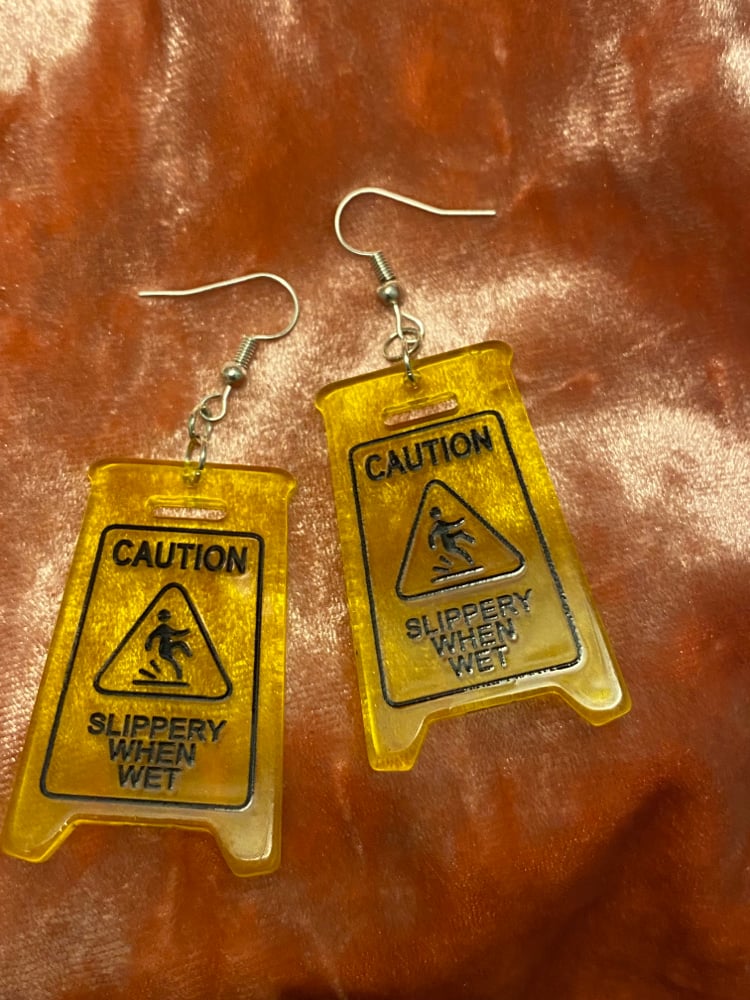 CAUTION
SLIPPERY
WHEN
WET
CAUTION
SLIPPERY
WHEN
WET